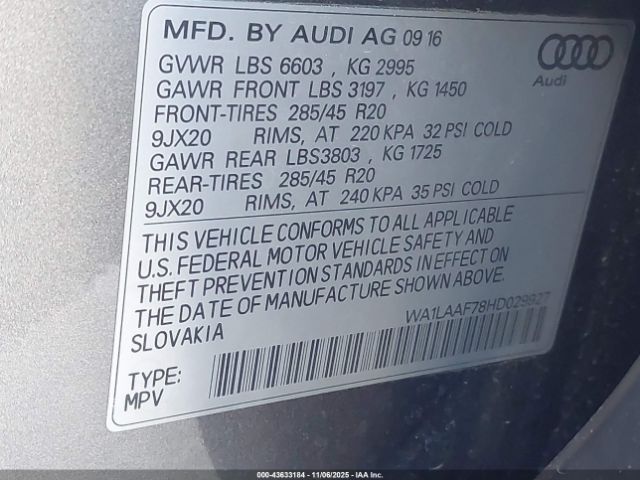 MFD. BY AUDI AG 09 16
GVWR LBS 6603 , KG 2995
GAWR FRONT LBS 3197 , KG 1450
FRONT-TIRES 285/45 R20
9JX20 RIMS, AT 220 KPA 32 PSI COLD
GAWR REAR LBS3803 , KG 1725
REAR-TIRES 285/45 R20
9JX20 RIMS, AT 240 KPA 35 PSI COLD
Audi
THIS VEHICLE CONFORMS TO ALL APPLICABLE
U.S. FEDERAL MOTOR VEHICLE SAFETY AND
THEFT PREVENTION STANDARDS IN EFFECT ON
THE DATE OF MANUFACTURE SHOWN ABOVE.
SLOVAKIA
WA1LAAF78HD029927
TYPE:
MPV
000-43633184 - 11/06/2025 - IAA Inc.